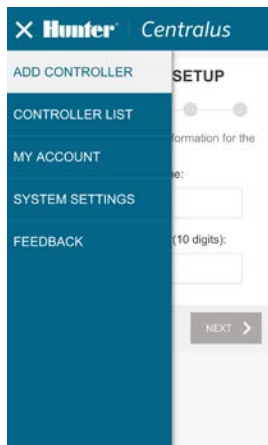 Hunter Centralus
ADD CONTROLLER
SETUP
CONTROLLER LIST
formation for the
MY ACCOUNT
e:
SYSTEM SETTINGS
FEEDBACK
(10 digits):
NEXT